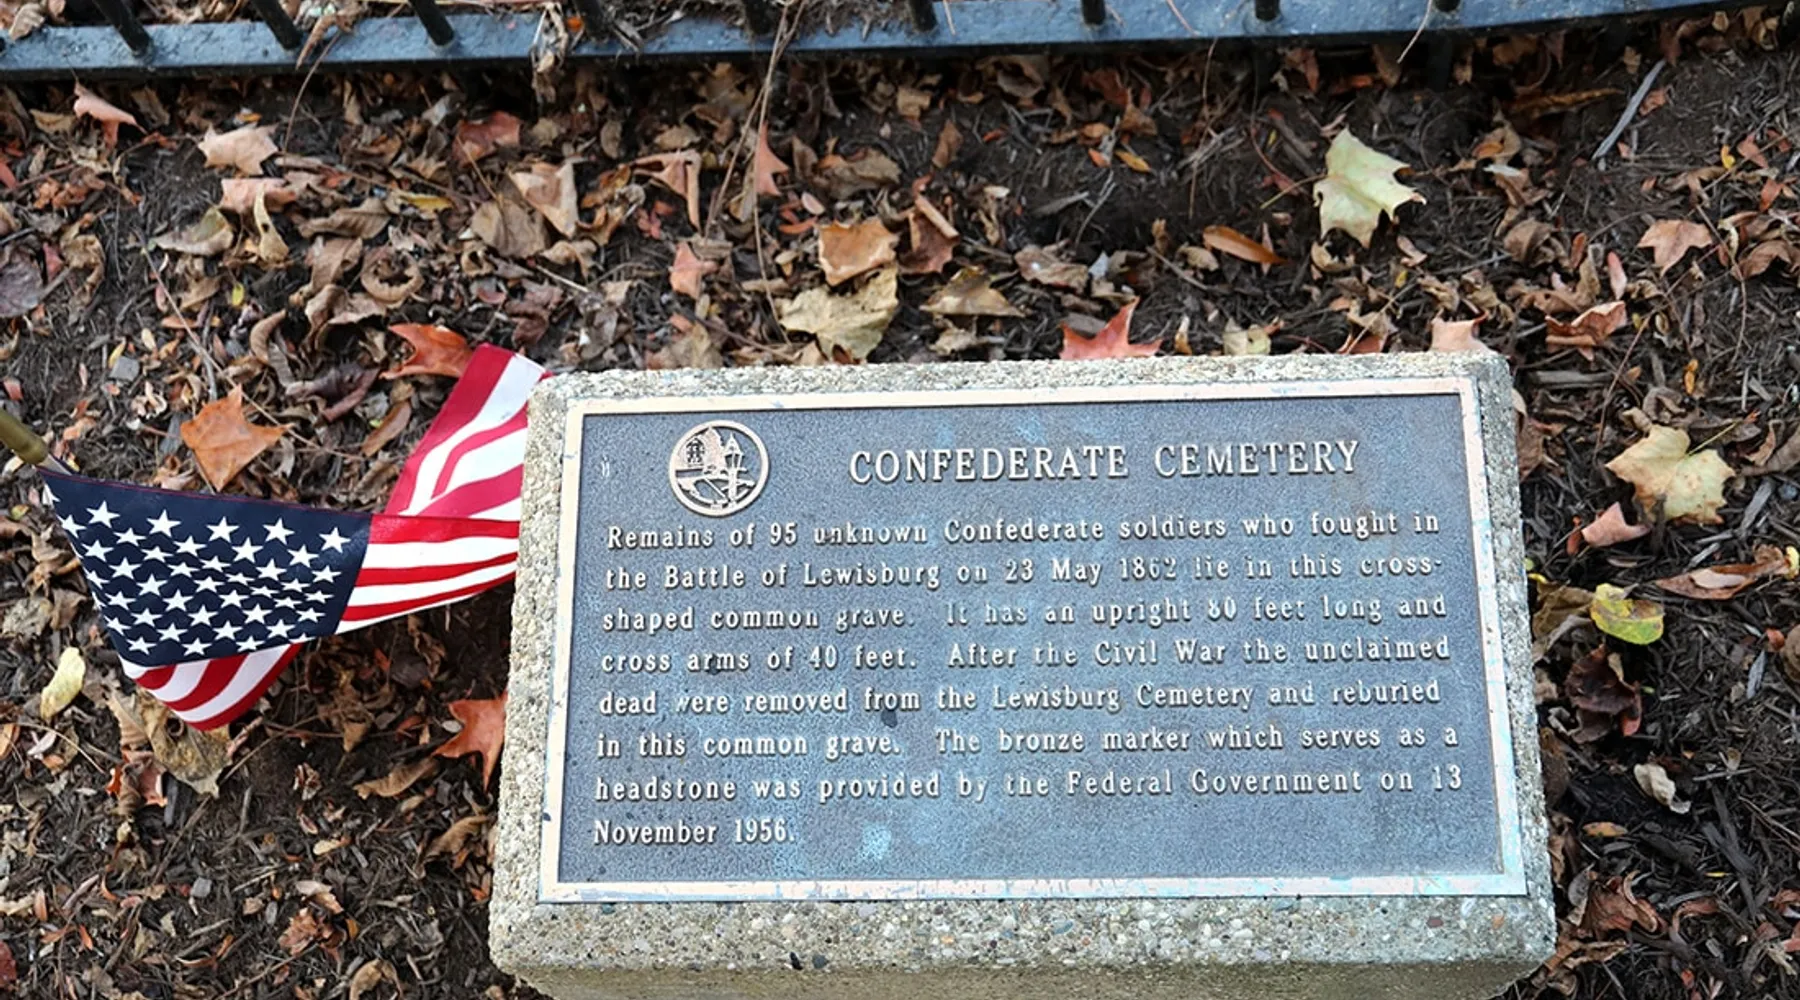 CONFEDERATE CEMETERY
Remains of 95 unknown Confederate soldiers who fought in
the Battle of Lewisburg on 23 May 1862 lie in this cross-
shaped common grave. It has an upright 80 feet long and
cross arms of 40 feet. After the Civil War the unclaimed
dead were removed from the Lewisburg Cemetery and reburied
in this common grave. The bronze marker which serves as a
headstone was provided by the Federal Government on 13
November 1956.